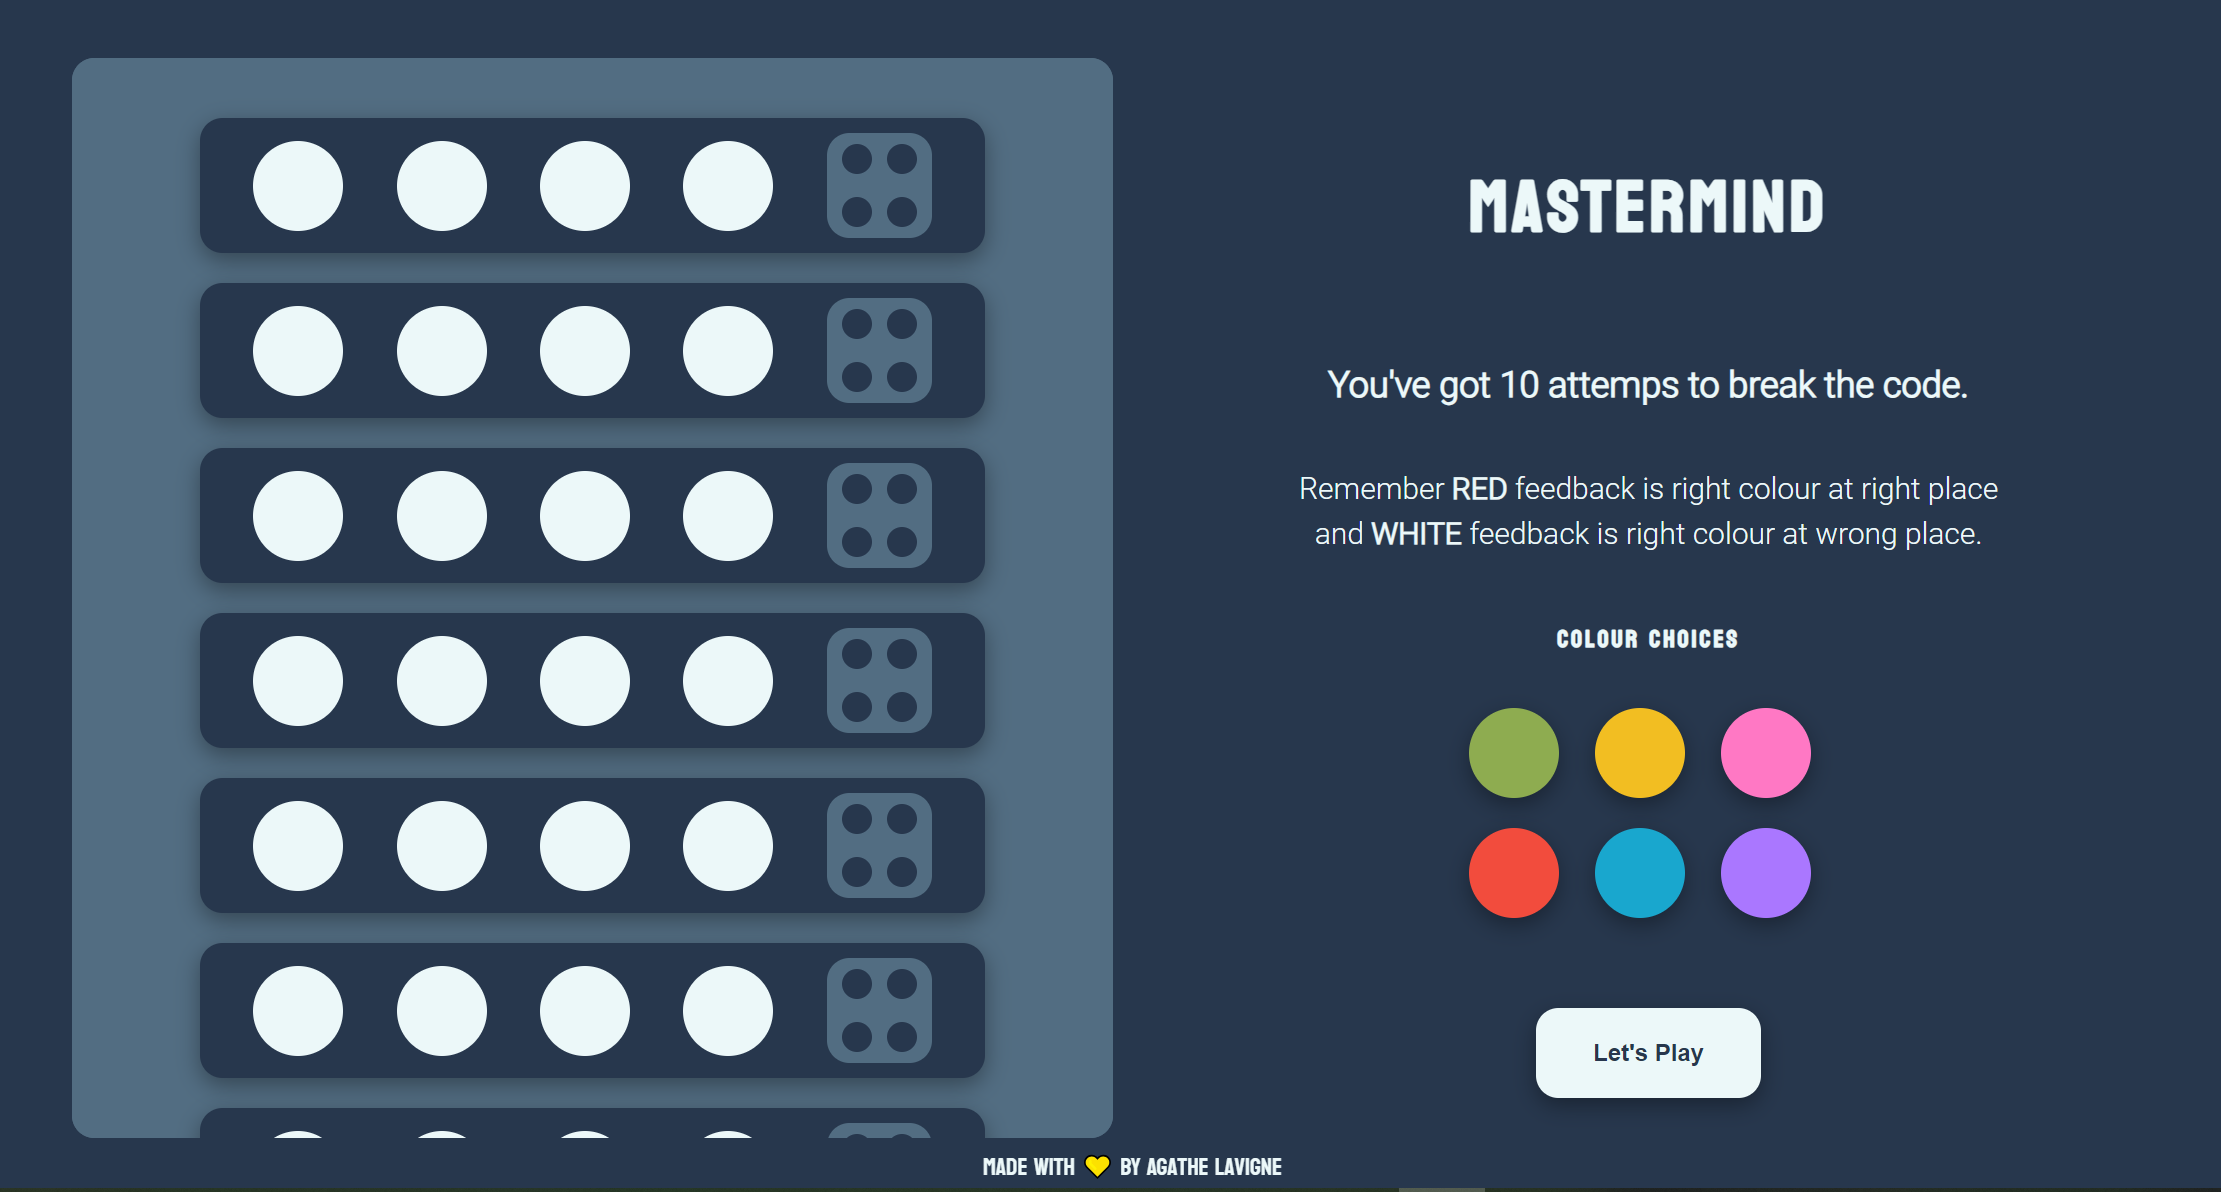 MASTERMIND
You've got 10 attemps to break the code.
Remember RED feedback is right colour at right place
and WHITE feedback is right colour at wrong place.
COLOUR CHOICES
Let's Play
MADE WITH 💛 BY AGATHE LAVIGNE